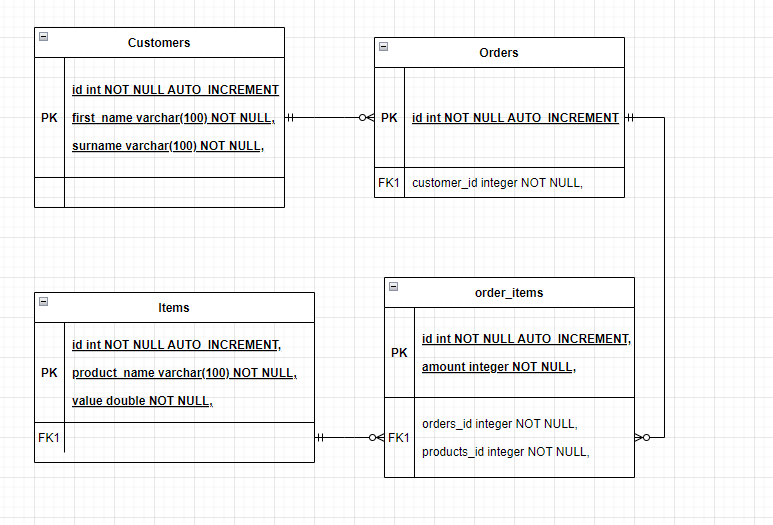 Customers
PK
id int NOT NULL AUTO_INCREMENT
first_name varchar(100) NOT NULL,
surname varchar(100) NOT NULL,
Orders
PK
id int NOT NULL AUTO_INCREMENT
FK1
customer_id integer NOT NULL,
Items
PK
id int NOT NULL AUTO_INCREMENT,
product_name varchar(100) NOT NULL,
value double NOT NULL,
FK1
order_items
PK
id int NOT NULL AUTO_INCREMENT,
amount integer NOT NULL,
FK1
orders_id integer NOT NULL,
products_id integer NOT NULL,